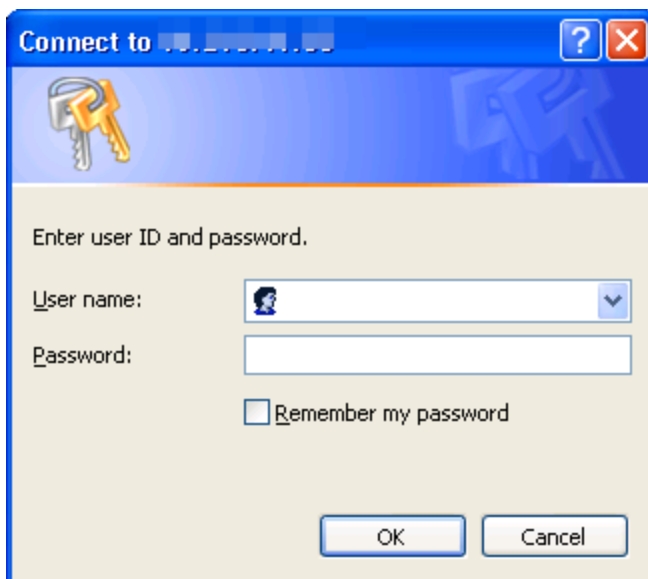 Connect to
Enter user ID and password.
User name:
Password:
Remember my password
OK Cancel